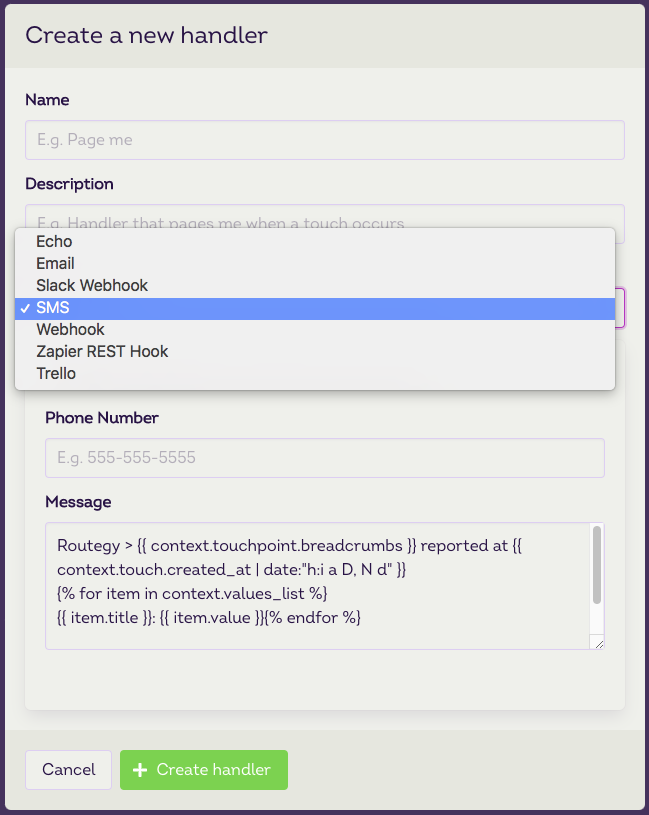 Create a new handler
Name
E.g. Page me
Description
E.g. Handler that pages me when a touch occurs
Echo
Email
Slack Webhook
✓ SMS
Webhook
Zapier REST Hook
Trello
Phone Number
E.g. 555-555-5555
Message
Routegy > {{ context.touchpoint.breadcrumbs }} reported at {{
context.touch.created_at | date:"h:i a D, N d" }}
{% for item in context.values_list %}
{{ item.title }}: {{ item.value }}{% endfor %}
Cancel
+ Create handler